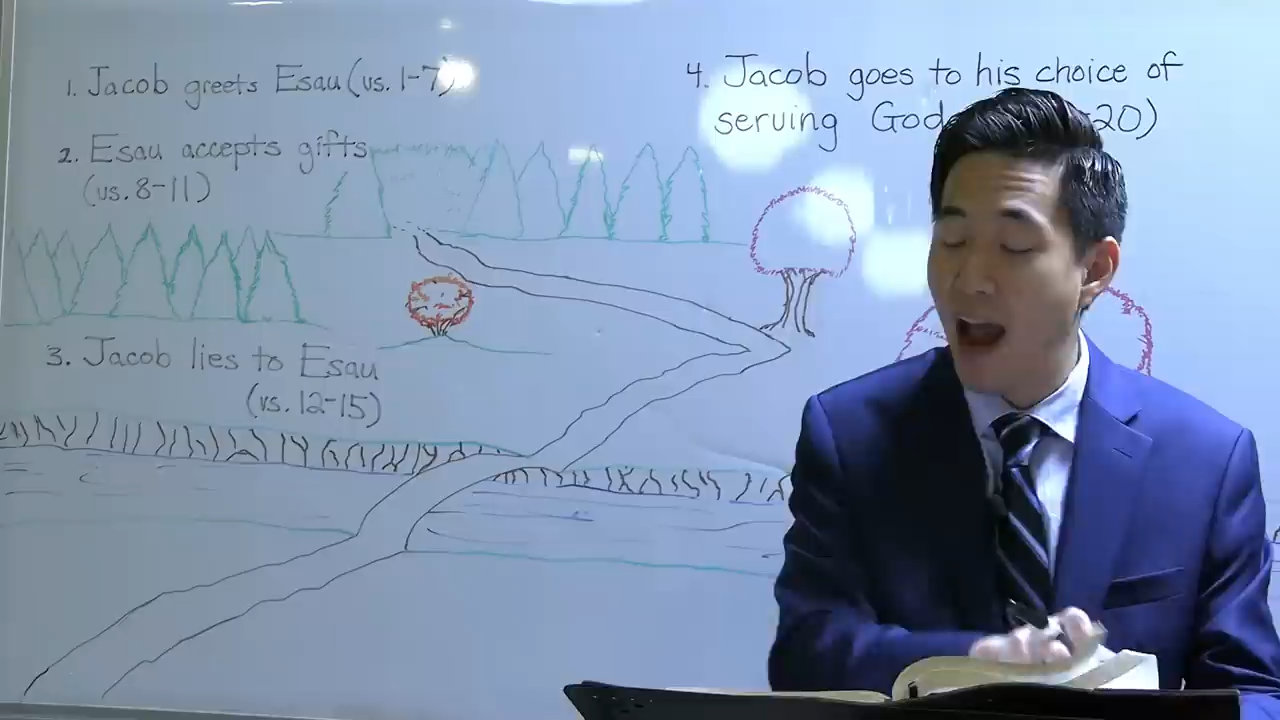 1. Jacob greets Esau (vs. 1-7)
2. Esau accepts gifts
(vs. 8-11)
3. Jacob lies to Esau
(vs. 12-15)
4. Jacob goes to his choice of
serving God 20)